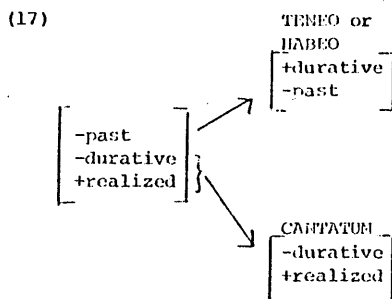 (17)
TENEO or
HABEO
+durative
-past
-past
-durative
+realized
CANTATUM
-durative
+realized